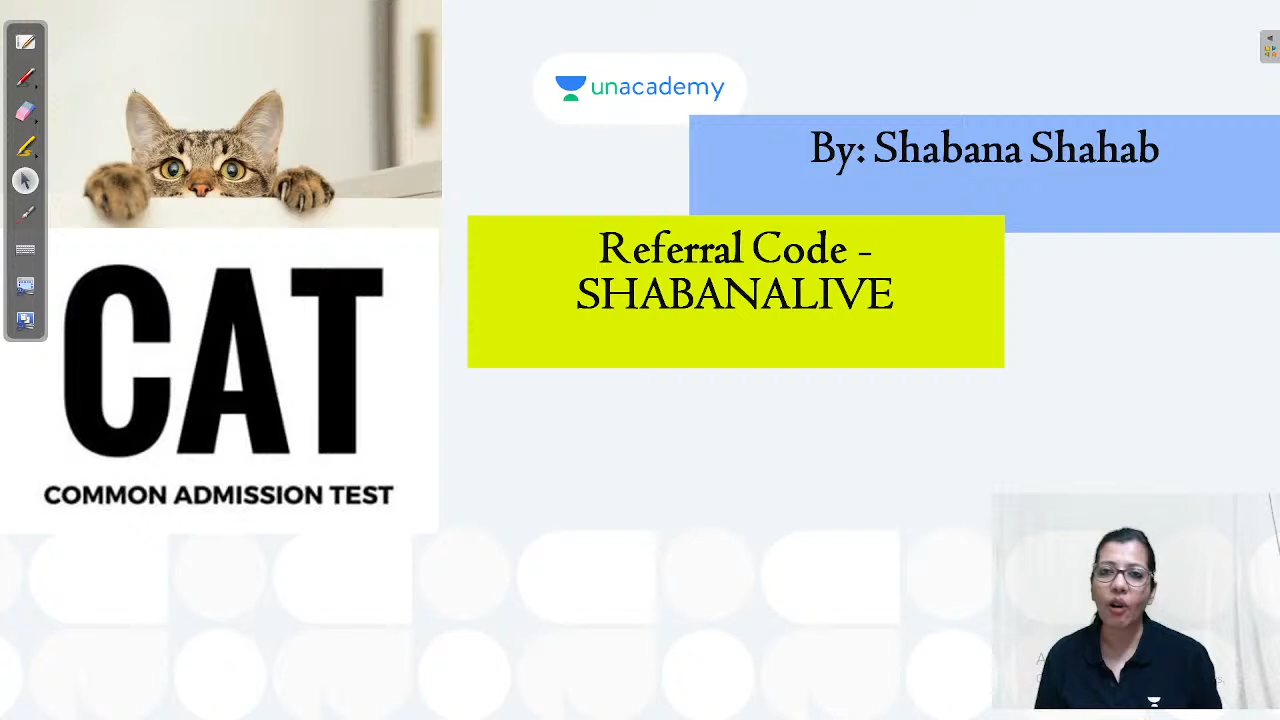 unacademy
By: Shabana Shahab
Referral Code -
SHABANALIVE
CAT
COMMON ADMISSION TEST